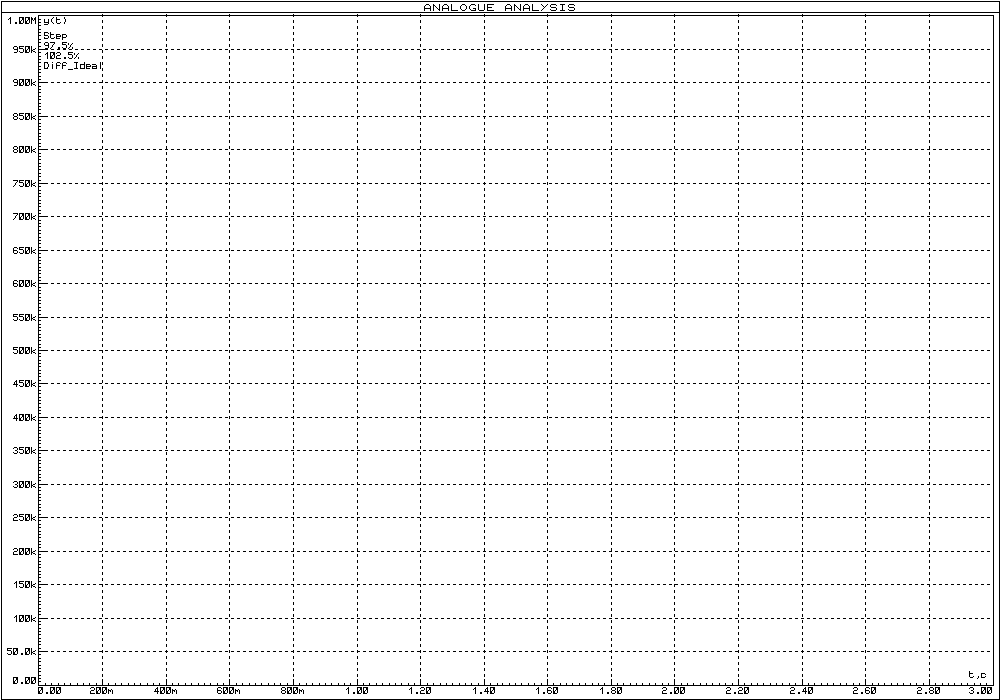 ANALOGUE ANALYSIS
1.00M y(t)
Step
97.5%
102.5%
Diff_Ideal
950k
900k
850k
800k
750k
700k
650k
600k
550k
500k
450k
400k
350k
300k
250k
200k
150k
100k
50.0k
0.00
t,c
0.00 200m 400m 600m 800m 1.00 1.20 1.40 1.60 1.80 2.00 2.20 2.40 2.60 2.80 3.00